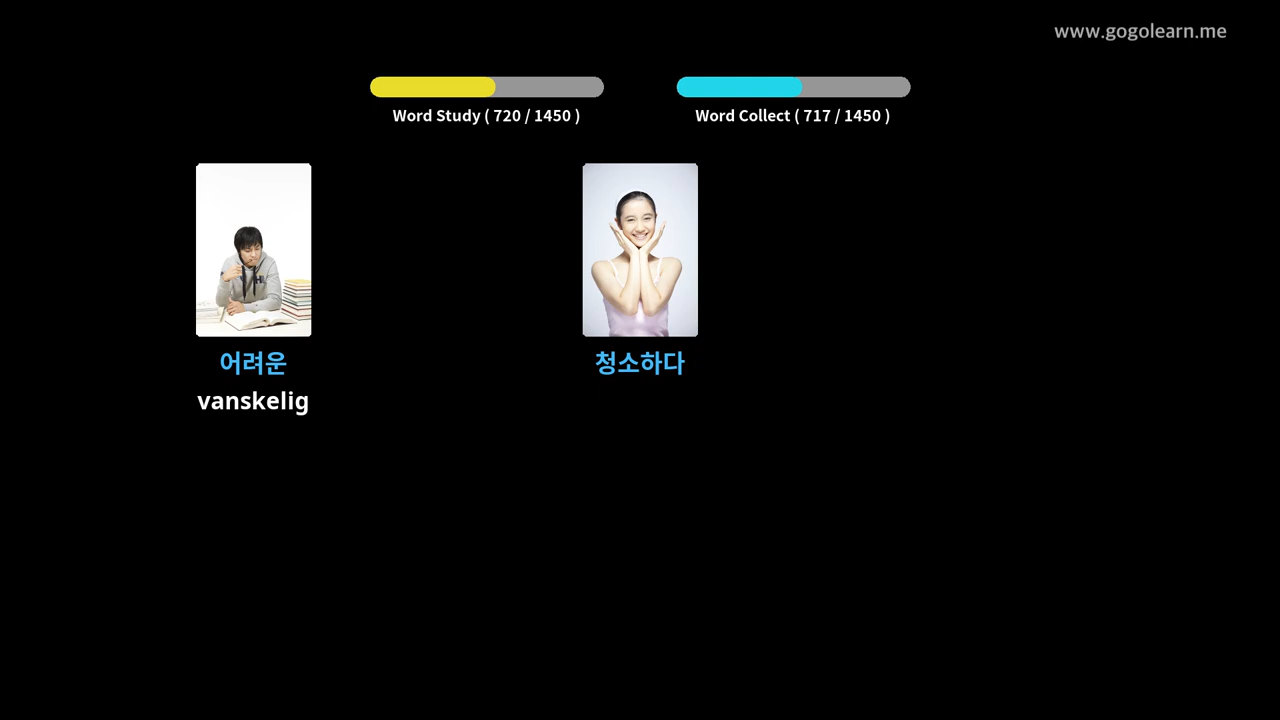 www.gogolearn.me
Word Study ( 720 / 1450 )
Word Collect ( 717 / 1450 )
어려운
vanskelig
청소하다